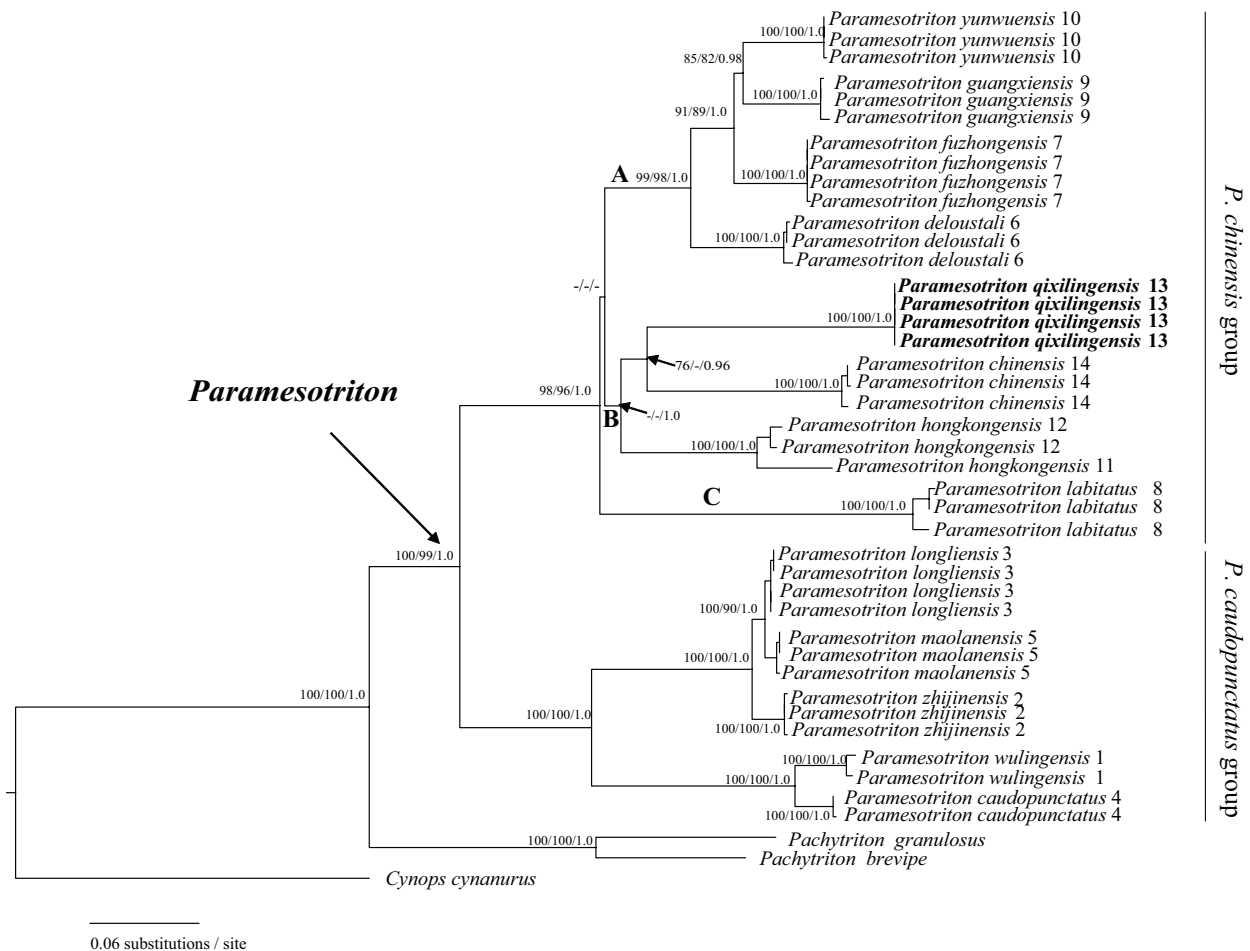 Paramesotriton yunwuensis 10
100/100/1.0
Paramesotriton yunwuensis 10
85/82/0.98
Paramesotriton yunwuensis 10
Paramesotriton guangxiensis 9
100/100/1.0
Paramesotriton guangxiensis 9
91/89/1.0
Paramesotriton guangxiensis 9
Paramesotriton fuzhongensis 7
Paramesotriton fuzhongensis 7
A
99/98/1.0
100/100/1.0
Paramesotriton fuzhongensis 7
Paramesotriton fuzhongensis 7
Paramesotriton deloustali 6
100/100/1.0
Paramesotriton deloustali 6
Paramesotriton deloustali 6
-/-/-
Paramesotriton qixilingensis 13
Paramesotriton qixilingensis 13
100/100/1.0
Paramesotriton qixilingensis 13
Paramesotriton qixilingensis 13
76/-/0.96
Paramesotriton chinensis 14
100/100/1.0
Paramesotriton chinensis 14
Paramesotriton chinensis 14
Paramesotriton
98/96/1.0
B
-/-/1.0
Paramesotriton hongkongensis 12
100/100/1.0
Paramesotriton hongkongensis 12
Paramesotriton hongkongensis 11
C
100/100/1.0
Paramesotriton labitatus 8
Paramesotriton labitatus 8
Paramesotriton labitatus 8
P. chinensis group
100/99/1.0
Paramesotriton longliensis 3
Paramesotriton longliensis 3
Paramesotriton longliensis 3
100/90/1.0
Paramesotriton longliensis 3
Paramesotriton maolanensis 5
100/100/1.0
Paramesotriton maolanensis 5
Paramesotriton maolanensis 5
100/100/1.0
Paramesotriton zhijinensis 2
100/100/1.0
Paramesotriton zhijinensis 2
100/100/1.0
Paramesotriton zhijinensis 2
100/100/1.0
Paramesotriton wulingensis 1
100/100/1.0
Paramesotriton wulingensis 1
Paramesotriton caudopunctatus 4
100/100/1.0
Paramesotriton caudopunctatus 4
P. caudopunctatus group
100/100/1.0
Pachytriton granulosus
Pachytriton brevipe
Cynops cynanurus
0.06 substitutions / site